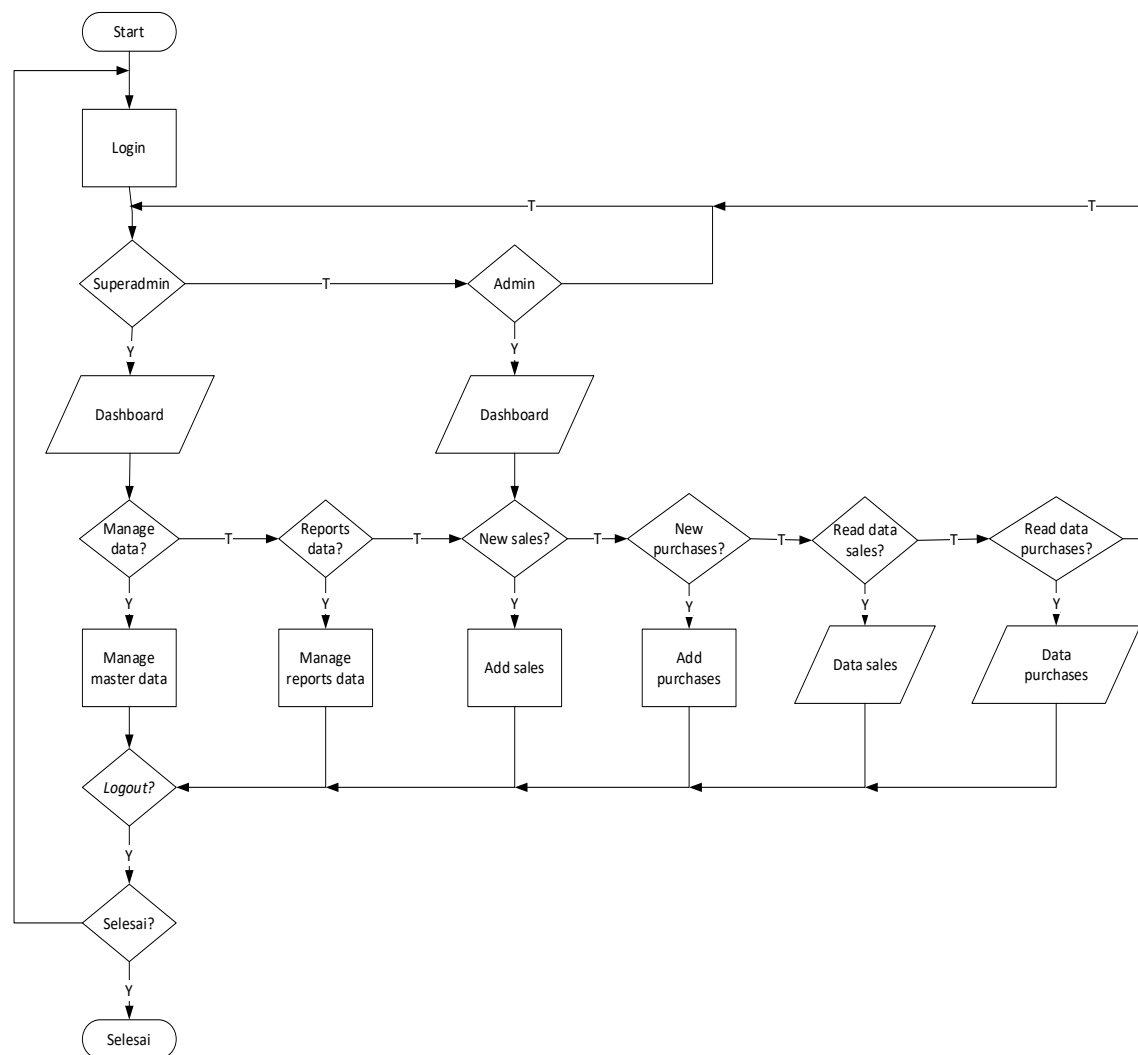 Start
Login
T
T
Superadmin
T
Admin
Y
Y
Dashboard
Dashboard
Manage
data?
T
Reports
data?
T
New sales?
T
New
purchases?
T
Read data
sales?
T
Read data
purchases?
Y
Y
Y
Y
Y
Y
Manage
master data
Manage
reports data
Add sales
Add
purchases
Data sales
Data
purchases
Logout?
Y
Selesai?
Y
Selesai